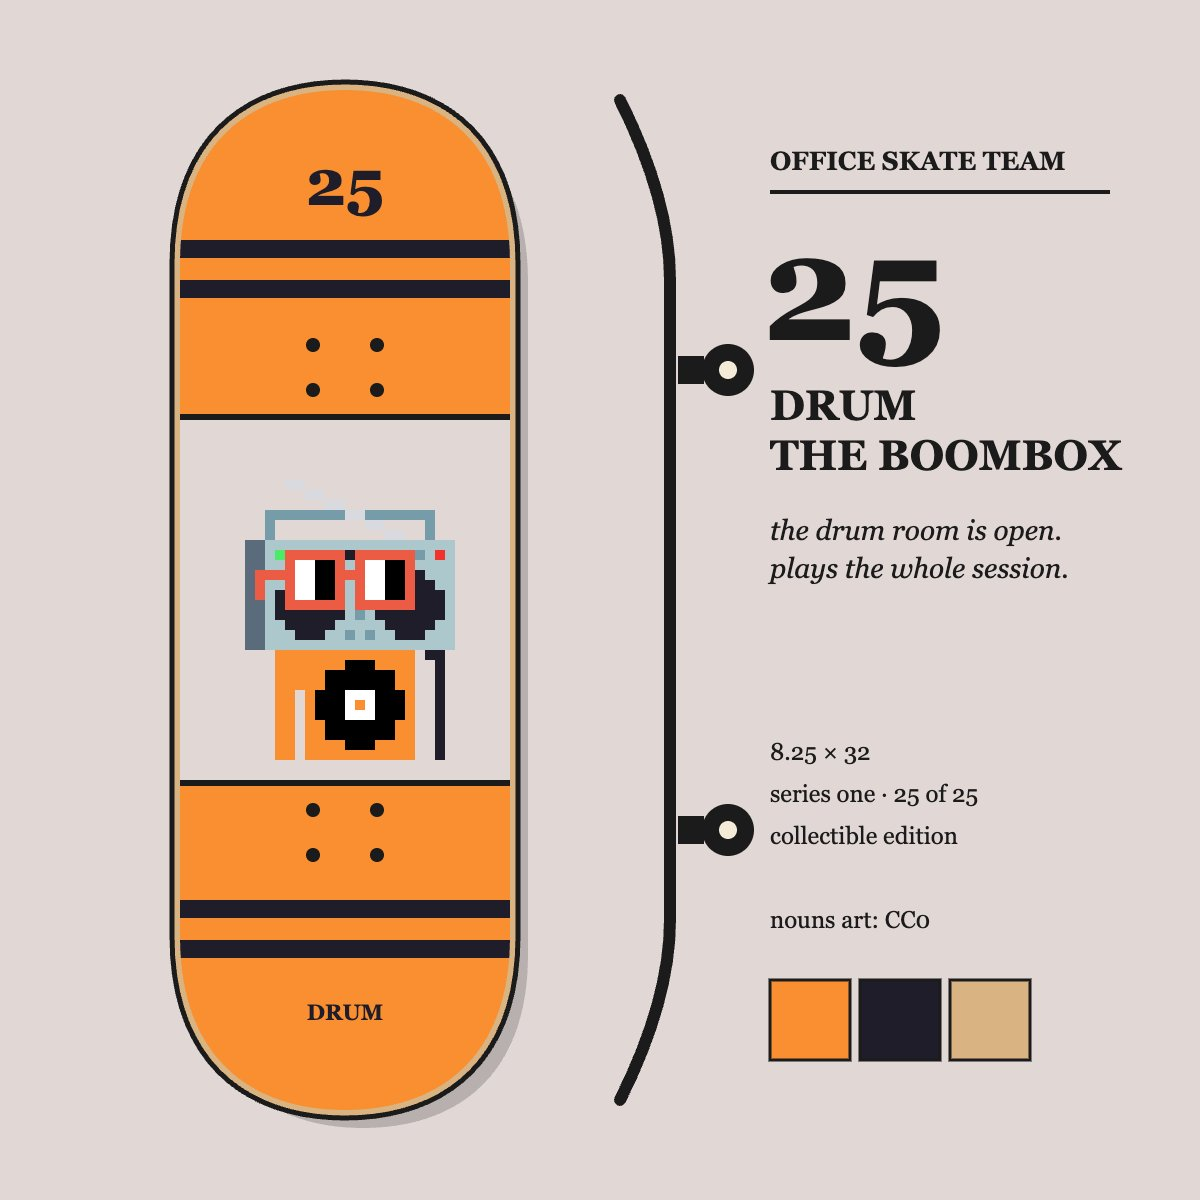 25
DRUM
OFFICE SKATE TEAM
25
DRUM
THE BOOMBOX
the drum room is open.
plays the whole session.
8.25 × 32
series one · 25 of 25
collectible edition
nouns art: CC0